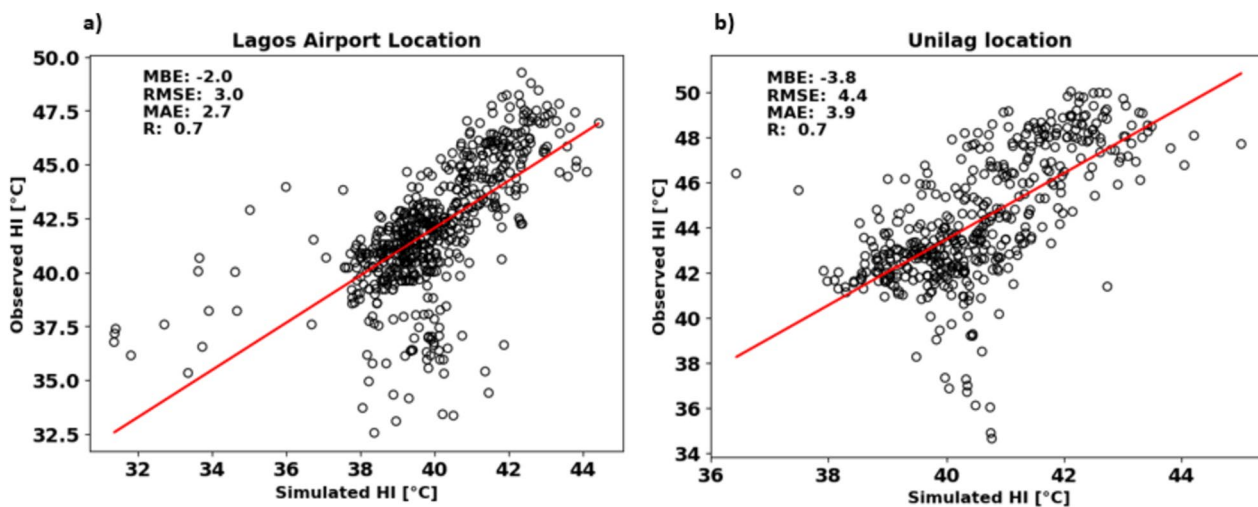 a)
Lagos Airport Location
MBE: -2.0
RMSE: 3.0
MAE: 2.7
R: 0.7
Observed HI [°C]
50.0
47.5
45.0
42.5
40.0
37.5
35.0
32.5
32 34 36 38 40 42 44
Simulated HI [°C]
b)
Unilag location
MBE: -3.8
RMSE: 4.4
MAE: 3.9
R: 0.7
Observed HI [°C]
50
48
46
44
42
40
38
36
34
36 38 40 42 44
Simulated HI [°C]